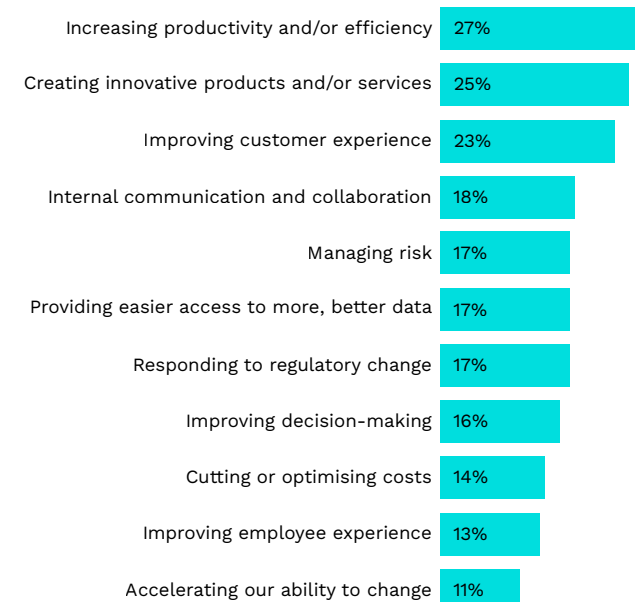 Increasing productivity and/or efficiency 27%
Creating innovative products and/or services 25%
Improving customer experience 23%
Internal communication and collaboration 18%
Managing risk 17%
Providing easier access to more, better data 17%
Responding to regulatory change 17%
Improving decision-making 16%
Cutting or optimising costs 14%
Improving employee experience 13%
Accelerating our ability to change 11%